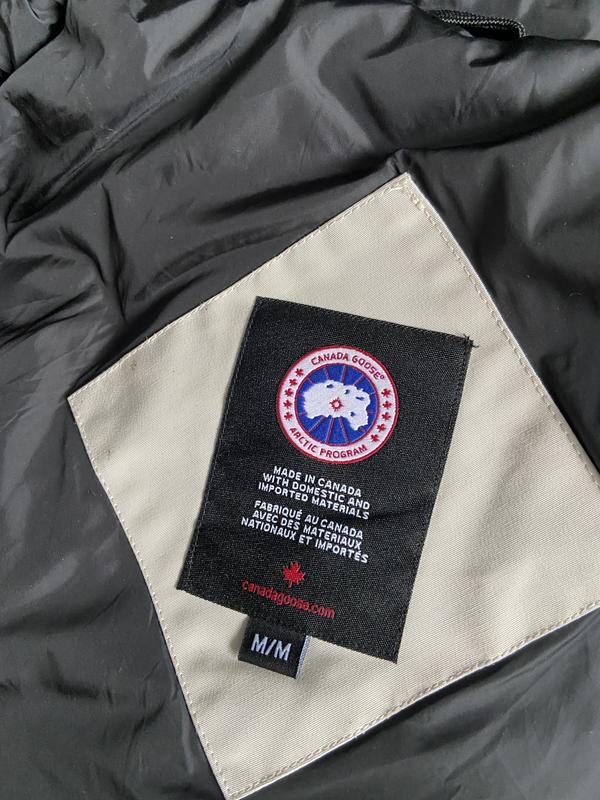 CANADA GOOSE®
ARCTIC PROGRAM
MADE IN CANADA
WITH DOMESTIC AND
IMPORTED MATERIALS
FABRIQUÉ AU CANADA
AVEC DES MATERIAUX
NATIONAUX ET IMPORTÉS
canadagoose.com
M/M